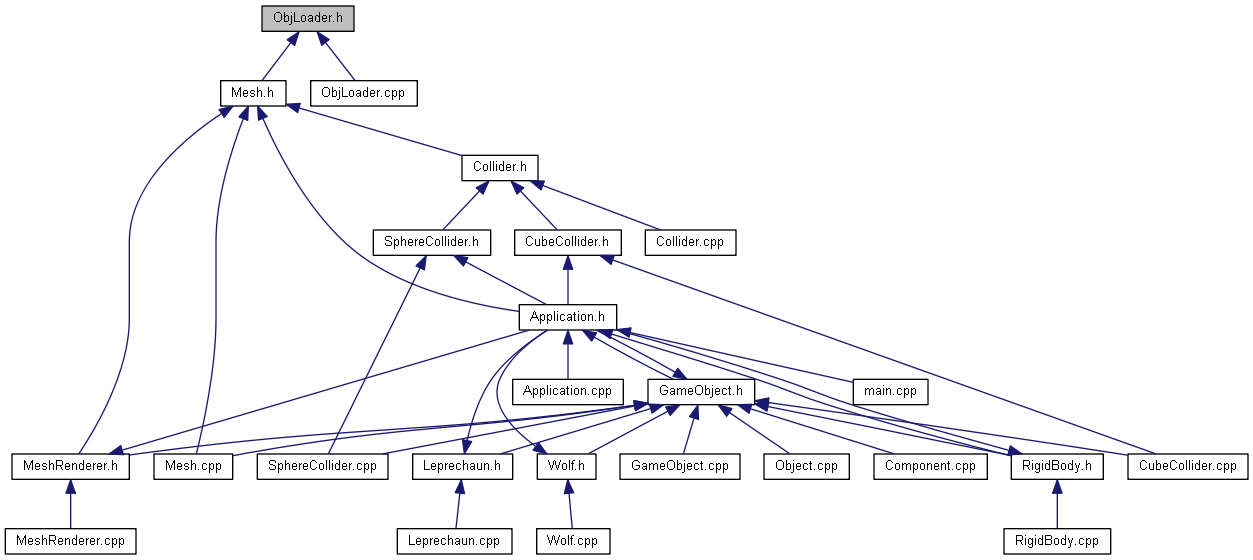 ObjLoader.h
Mesh.h
ObjLoader.cpp
Collider.h
SphereCollider.h
CubeCollider.h
Collider.cpp
Application.h
Application.cpp
GameObject.h
main.cpp
MeshRenderer.h
Mesh.cpp
SphereCollider.cpp
Leprechaun.h
Wolf.h
GameObject.cpp
Object.cpp
Component.cpp
RigidBody.h
CubeCollider.cpp
MeshRenderer.cpp
Leprechaun.cpp
Wolf.cpp
RigidBody.cpp